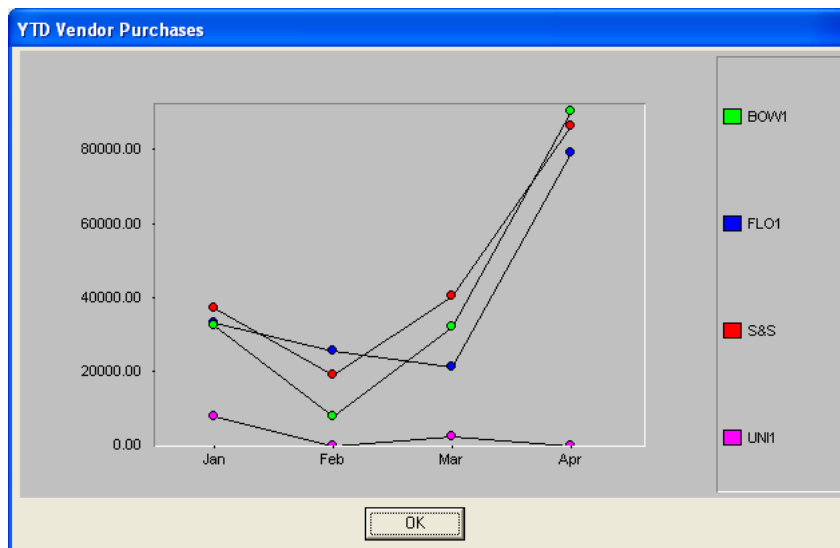 YTD Vendor Purchases
80000.00
60000.00
40000.00
20000.00
0.00
Jan Feb Mar Apr
BOW1
FLO1
S&S
UNI1
OK